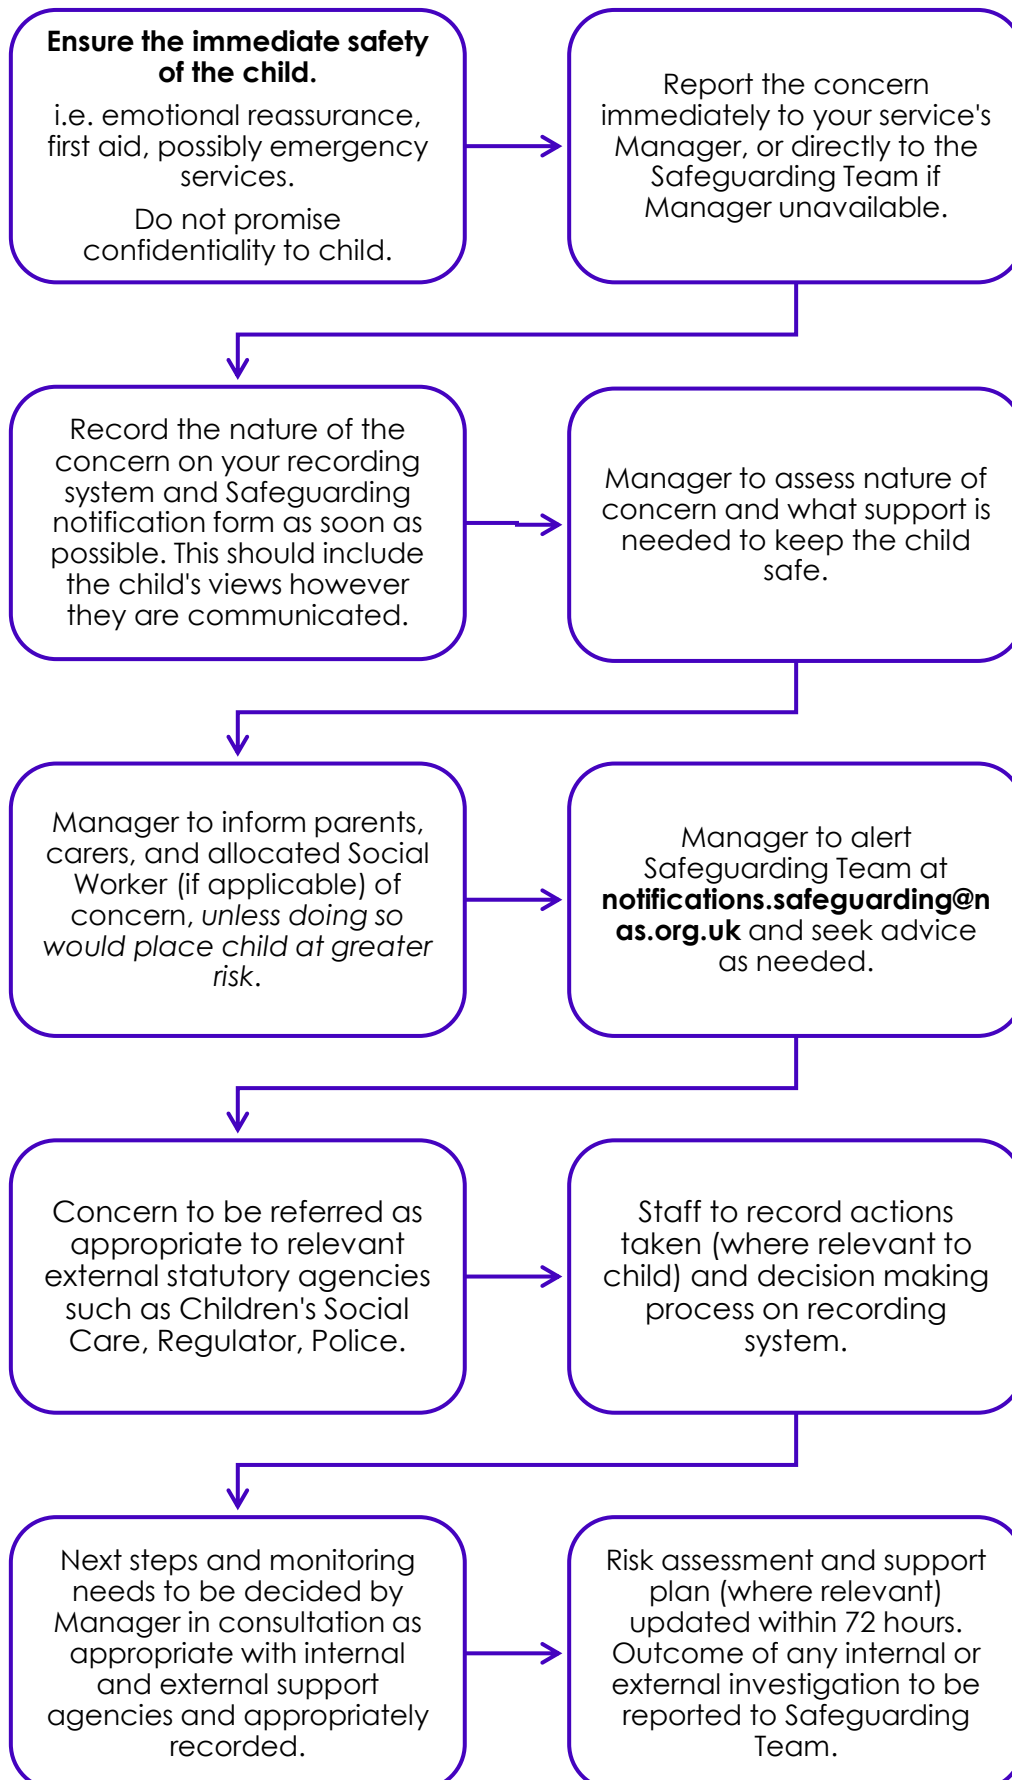 Ensure the immediate safety
of the child.
i.e. emotional reassurance,
first aid, possibly emergency
services.
Do not promise
confidentiality to child.
Report the concern
immediately to your service's
Manager, or directly to the
Safeguarding Team if
Manager unavailable.
Record the nature of the
concern on your recording
system and Safeguarding
notification form as soon as
possible. This should include
the child's views however
they are communicated.
Manager to assess nature of
concern and what support is
needed to keep the child
safe.
Manager to inform parents,
carers, and allocated Social
Worker (if applicable) of
concern, unless doing so
would place child at greater
risk.
Manager to alert
Safeguarding Team at
notifications.safeguarding@n
as.org.uk and seek advice
as needed.
Concern to be referred as
appropriate to relevant
external statutory agencies
such as Children's Social
Care, Regulator, Police.
Staff to record actions
taken (where relevant to
child) and decision making
process on recording
system.
Next steps and monitoring
needs to be decided by
Manager in consultation as
appropriate with internal
and external support
agencies and appropriately
recorded.
Risk assessment and support
plan (where relevant)
updated within 72 hours.
Outcome of any internal or
external investigation to be
reported to Safeguarding
Team.